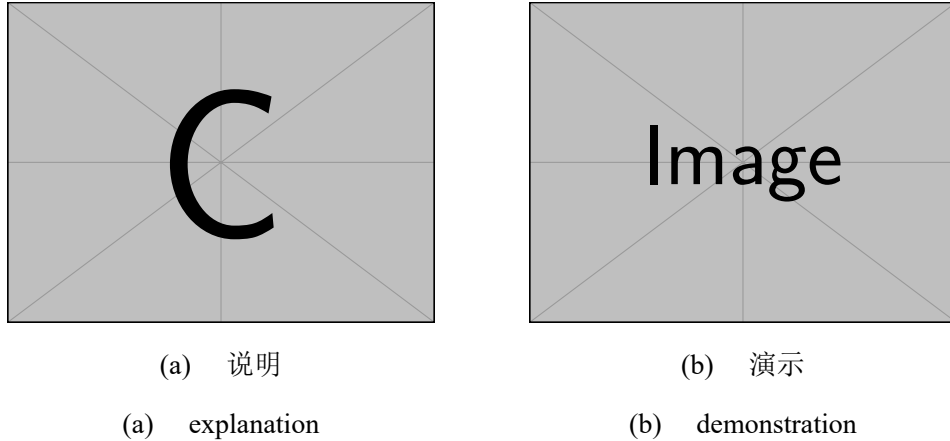 C
(a) 说明
(a) explanation
Image
(b) 演示
(b) demonstration